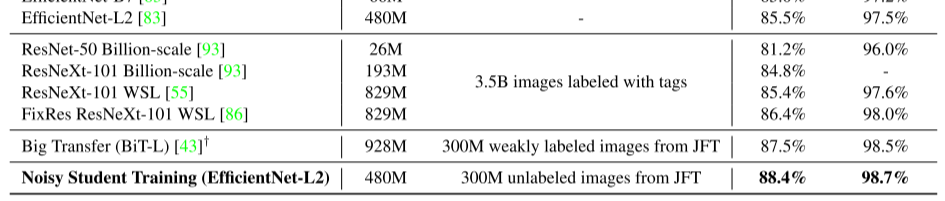 EfficientNet-L2 [83] 480M - 85.5% 97.5%
ResNet-50 Billion-scale [93] 26M 81.2% 96.0%
ResNeXt-101 Billion-scale [93] 193M 84.8% -
3.5B images labeled with tags
ResNeXt-101 WSL [55] 829M 85.4% 97.6%
FixRes ResNeXt-101 WSL [86] 829M 86.4% 98.0%
Big Transfer (BiT-L) [43]† 928M 300M weakly labeled images from JFT 87.5% 98.5%
Noisy Student Training (EfficientNet-L2) 480M 300M unlabeled images from JFT 88.4% 98.7%